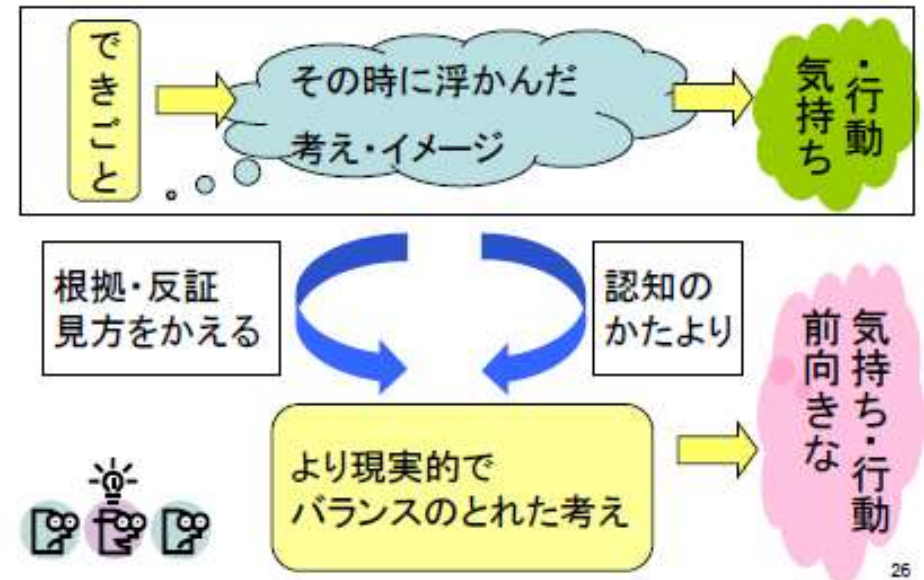 できごと
その時に浮かんだ
考え・イメージ
気持ち
・行動
根拠・反証
見方をかえる
認知の
かたより
より現実的で
バランスのとれた考え
前向きな
気持ち・行動
26